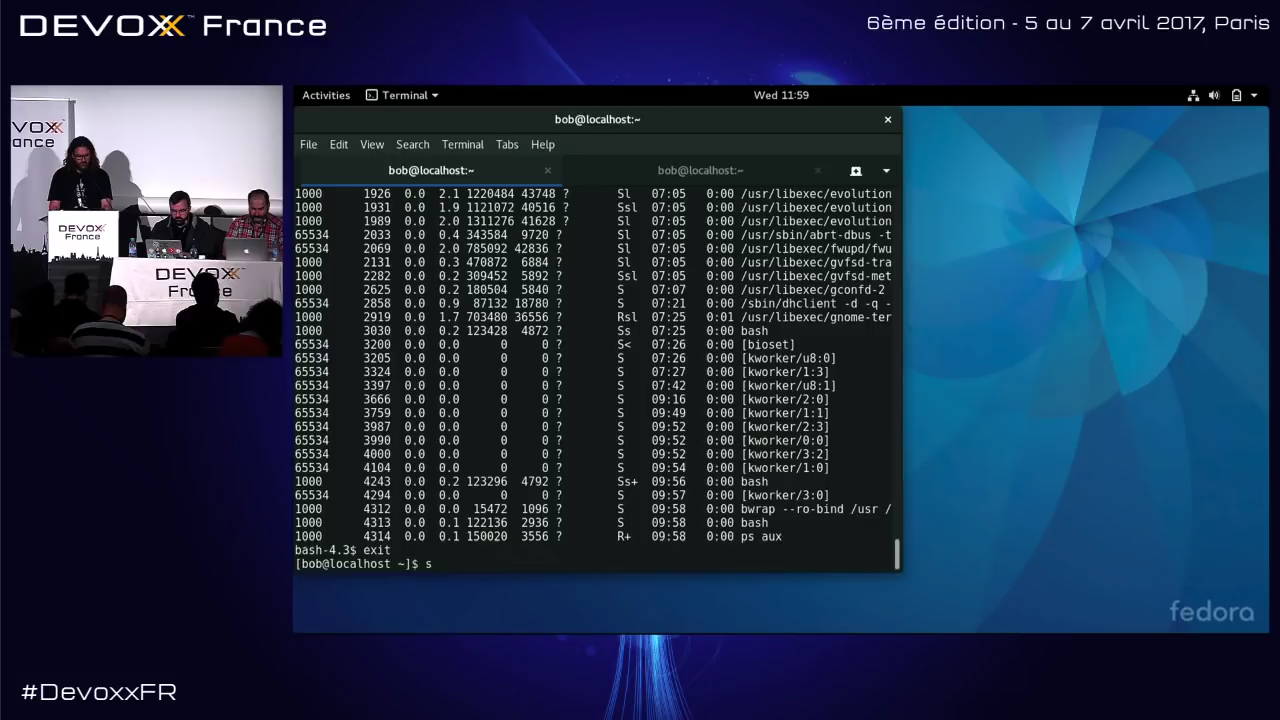 DEVOXX™ France
6ème édition - 5 au 7 avril 2017, Paris
VOXX
ance
DEVOXX
France
DEVOXX
France
Activities Terminal Wed 11:59
bob@localhost:~
File Edit View Search Terminal Tabs Help
bob@localhost:~ bob@localhost:~
1000 1926 0.0 2.1 1220484 43748 ? Sl 07:05 0:00 /usr/libexec/evolution
1000 1931 0.0 1.9 1121072 40516 ? Ssl 07:05 0:00 /usr/libexec/evolution
1000 1989 0.0 2.0 1311276 41628 ? Sl 07:05 0:00 /usr/libexec/evolution
65534 2033 0.0 0.4 343584 9720 ? Sl 07:05 0:00 /usr/sbin/abrt-dbus -t
65534 2069 0.0 2.0 785092 42836 ? Sl 07:05 0:00 /usr/libexec/fwupd/fwu
1000 2131 0.0 0.3 470872 6884 ? Sl 07:05 0:00 /usr/libexec/gvfsd-tra
1000 2282 0.0 0.2 309452 5892 ? Ssl 07:05 0:00 /usr/libexec/gvfsd-met
1000 2625 0.0 0.2 180504 5840 ? S 07:07 0:00 /usr/libexec/gconfd-2
65534 2858 0.0 0.9 87132 18780 ? S 07:21 0:00 /sbin/dhclient -d -q -
1000 2919 0.0 1.7 703480 36556 ? Rsl 07:25 0:01 /usr/libexec/gnome-ter
1000 3030 0.0 0.2 123428 4872 ? Ss 07:25 0:00 bash
65534 3200 0.0 0.0 0 0 ? S< 07:26 0:00 [bioset]
65534 3205 0.0 0.0 0 0 ? S 07:26 0:00 [kworker/u8:0]
65534 3324 0.0 0.0 0 0 ? S 07:27 0:00 [kworker/1:3]
65534 3397 0.0 0.0 0 0 ? S 07:42 0:00 [kworker/u8:1]
65534 3666 0.0 0.0 0 0 ? S 09:16 0:00 [kworker/2:0]
65534 3759 0.0 0.0 0 0 ? S 09:49 0:00 [kworker/1:1]
65534 3987 0.0 0.0 0 0 ? S 09:52 0:00 [kworker/2:3]
65534 3990 0.0 0.0 0 0 ? S 09:52 0:00 [kworker/0:0]
65534 4000 0.0 0.0 0 0 ? S 09:52 0:00 [kworker/3:2]
65534 4104 0.0 0.0 0 0 ? S 09:54 0:00 [kworker/1:0]
1000 4243 0.0 0.2 123296 4792 ? Ss+ 09:56 0:00 bash
65534 4294 0.0 0.0 0 0 ? S 09:57 0:00 [kworker/3:0]
1000 4312 0.0 0.0 15472 1096 ? S 09:58 0:00 bwrap --ro-bind /usr /
1000 4313 0.0 0.1 122136 2936 ? S 09:58 0:00 bash
1000 4314 0.0 0.1 150020 3556 ? R+ 09:58 0:00 ps aux
bash-4.3$ exit
[bob@localhost ~]$ s
fedora
#DevoxxFR